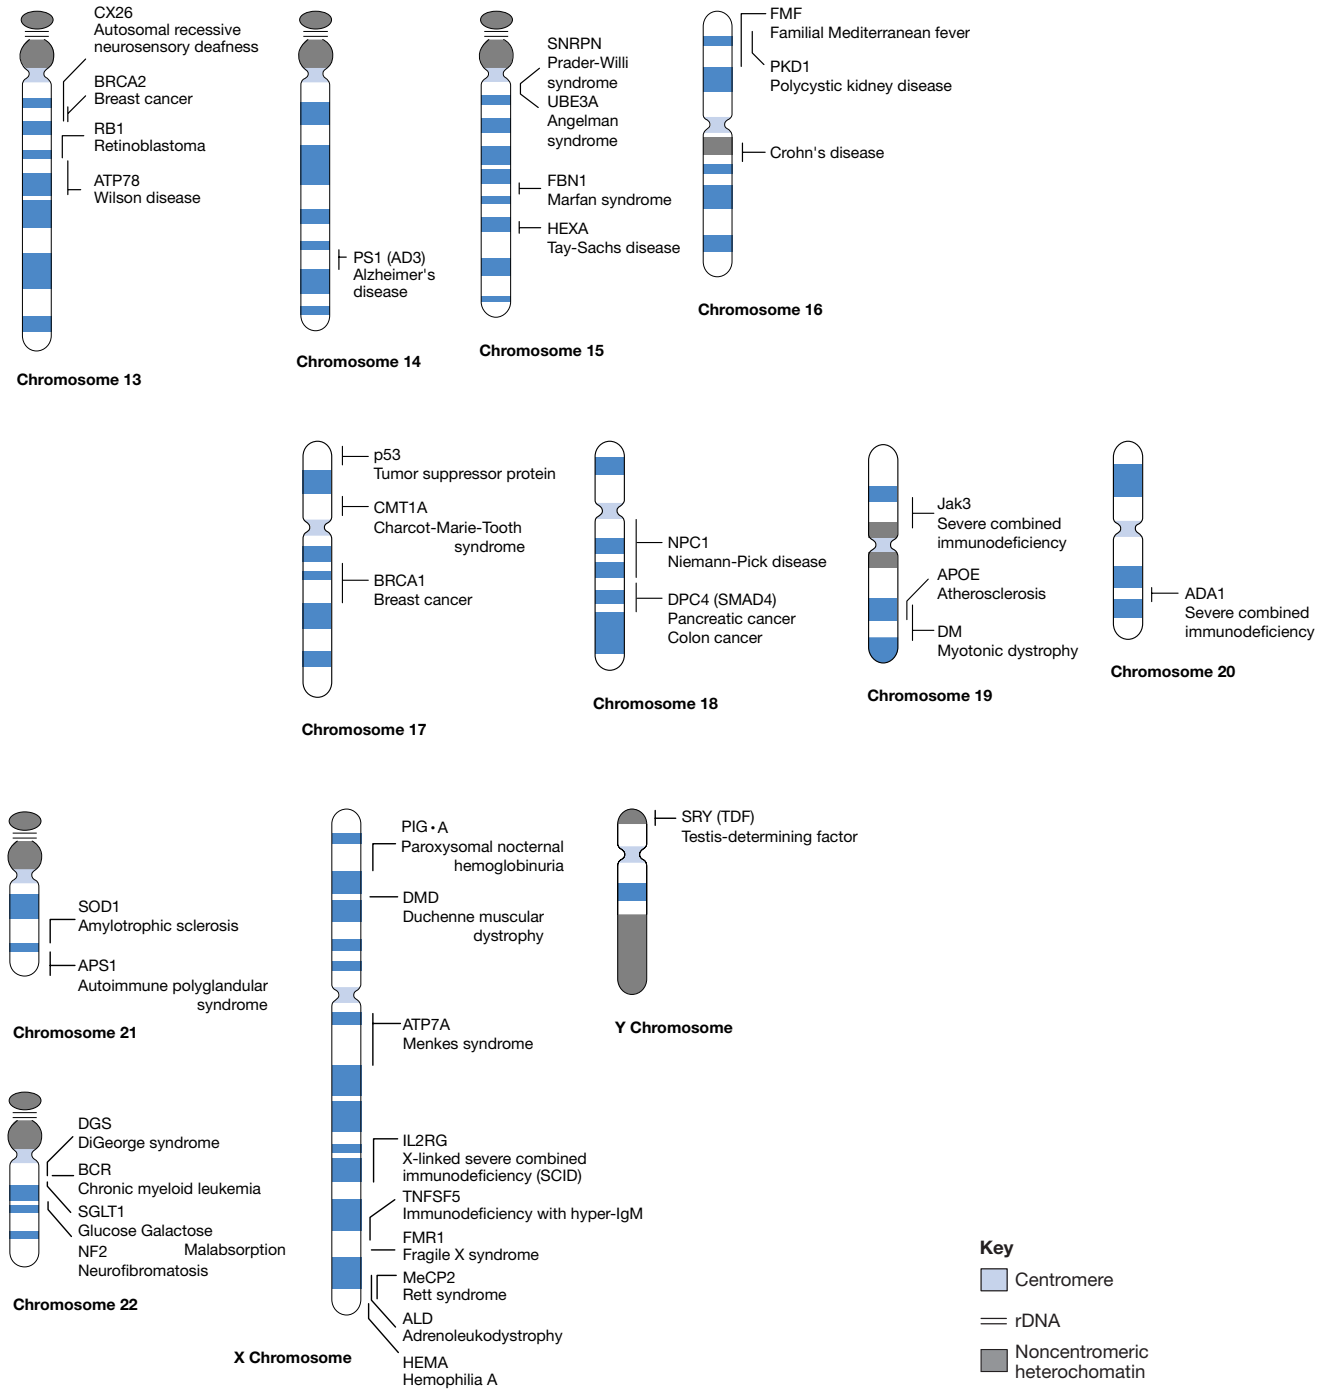 CX26
Autosomal recessive
neurosensory deafness
BRCA2
Breast cancer
RB1
Retinoblastoma
ATP78
Wilson disease
Chromosome 13
PS1 (AD3)
Alzheimer's
disease
Chromosome 14
SNRPN
Prader-Willi
syndrome
UBE3A
Angelman
syndrome
FBN1
Marfan syndrome
HEXA
Tay-Sachs disease
Chromosome 15
FMF
Familial Mediterranean fever
PKD1
Polycystic kidney disease
Crohn's disease
Chromosome 16
p53
Tumor suppressor protein
CMT1A
Charcot-Marie-Tooth
syndrome
BRCA1
Breast cancer
Chromosome 17
NPC1
Niemann-Pick disease
DPC4 (SMAD4)
Pancreatic cancer
Colon cancer
Chromosome 18
Jak3
Severe combined
immunodeficiency
APOE
Atherosclerosis
DM
Myotonic dystrophy
Chromosome 19
ADA1
Severe combined
immunodeficiency
Chromosome 20
SOD1
Amylotrophic sclerosis
APS1
Autoimmune polyglandular
syndrome
Chromosome 21
DGS
DiGeorge syndrome
BCR
Chronic myeloid leukemia
SGLT1
Glucose Galactose
Malabsorption
NF2
Neurofibromatosis
Chromosome 22
PIG•A
Paroxysomal nocternal
hemoglobinuria
DMD
Duchenne muscular
dystrophy
ATP7A
Menkes syndrome
IL2RG
X-linked severe combined
immunodeficiency (SCID)
TNFSF5
Immunodeficiency with hyper-IgM
FMR1
Fragile X syndrome
MeCP2
Rett syndrome
ALD
Adrenoleukodystrophy
HEMA
Hemophilia A
X Chromosome
SRY (TDF)
Testis-determining factor
Y Chromosome
Key
Centromere
rDNA
Noncentromeric
heterochomatin